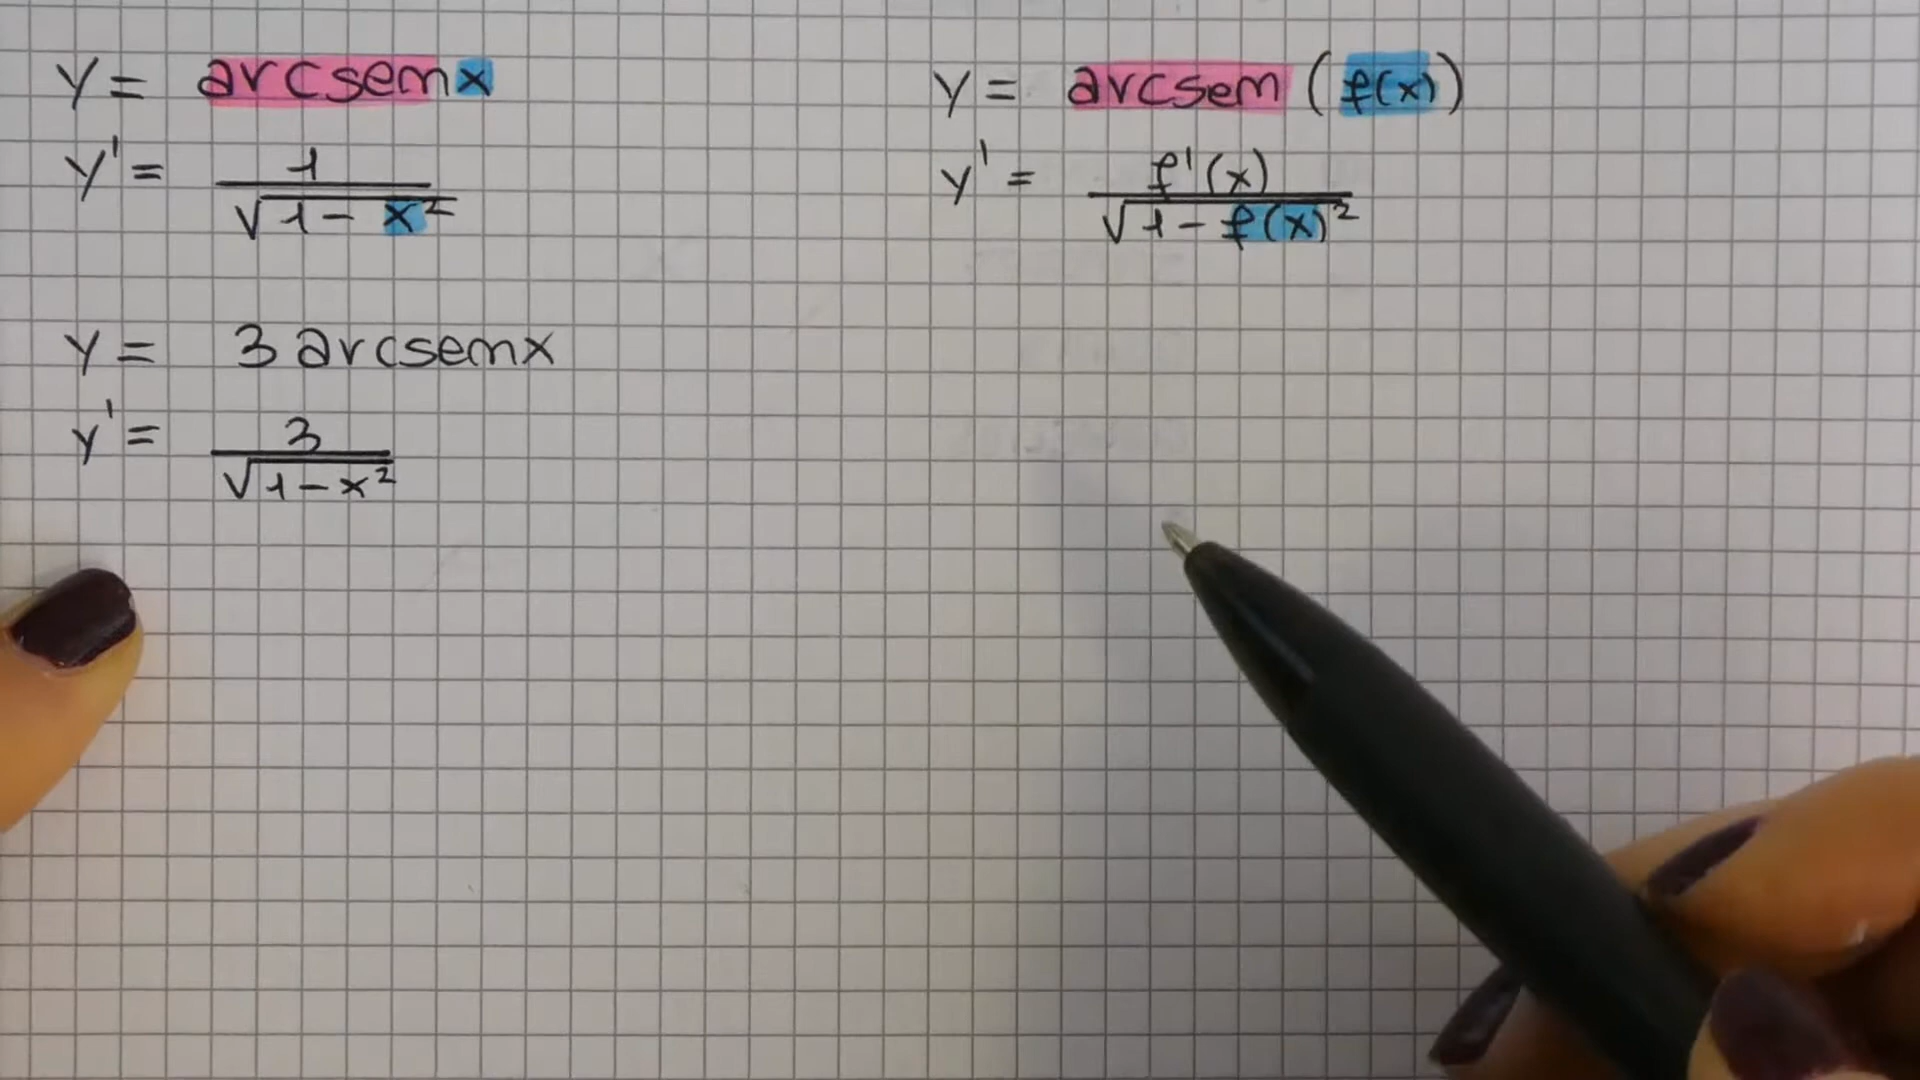 y = arcsen x
y' = 1 / √(1 - x²)
y = 3 arcsen x
y' = 3 / √(1 - x²)
y = arcsen (f(x))
y' = f'(x) / √(1 - f(x)²)